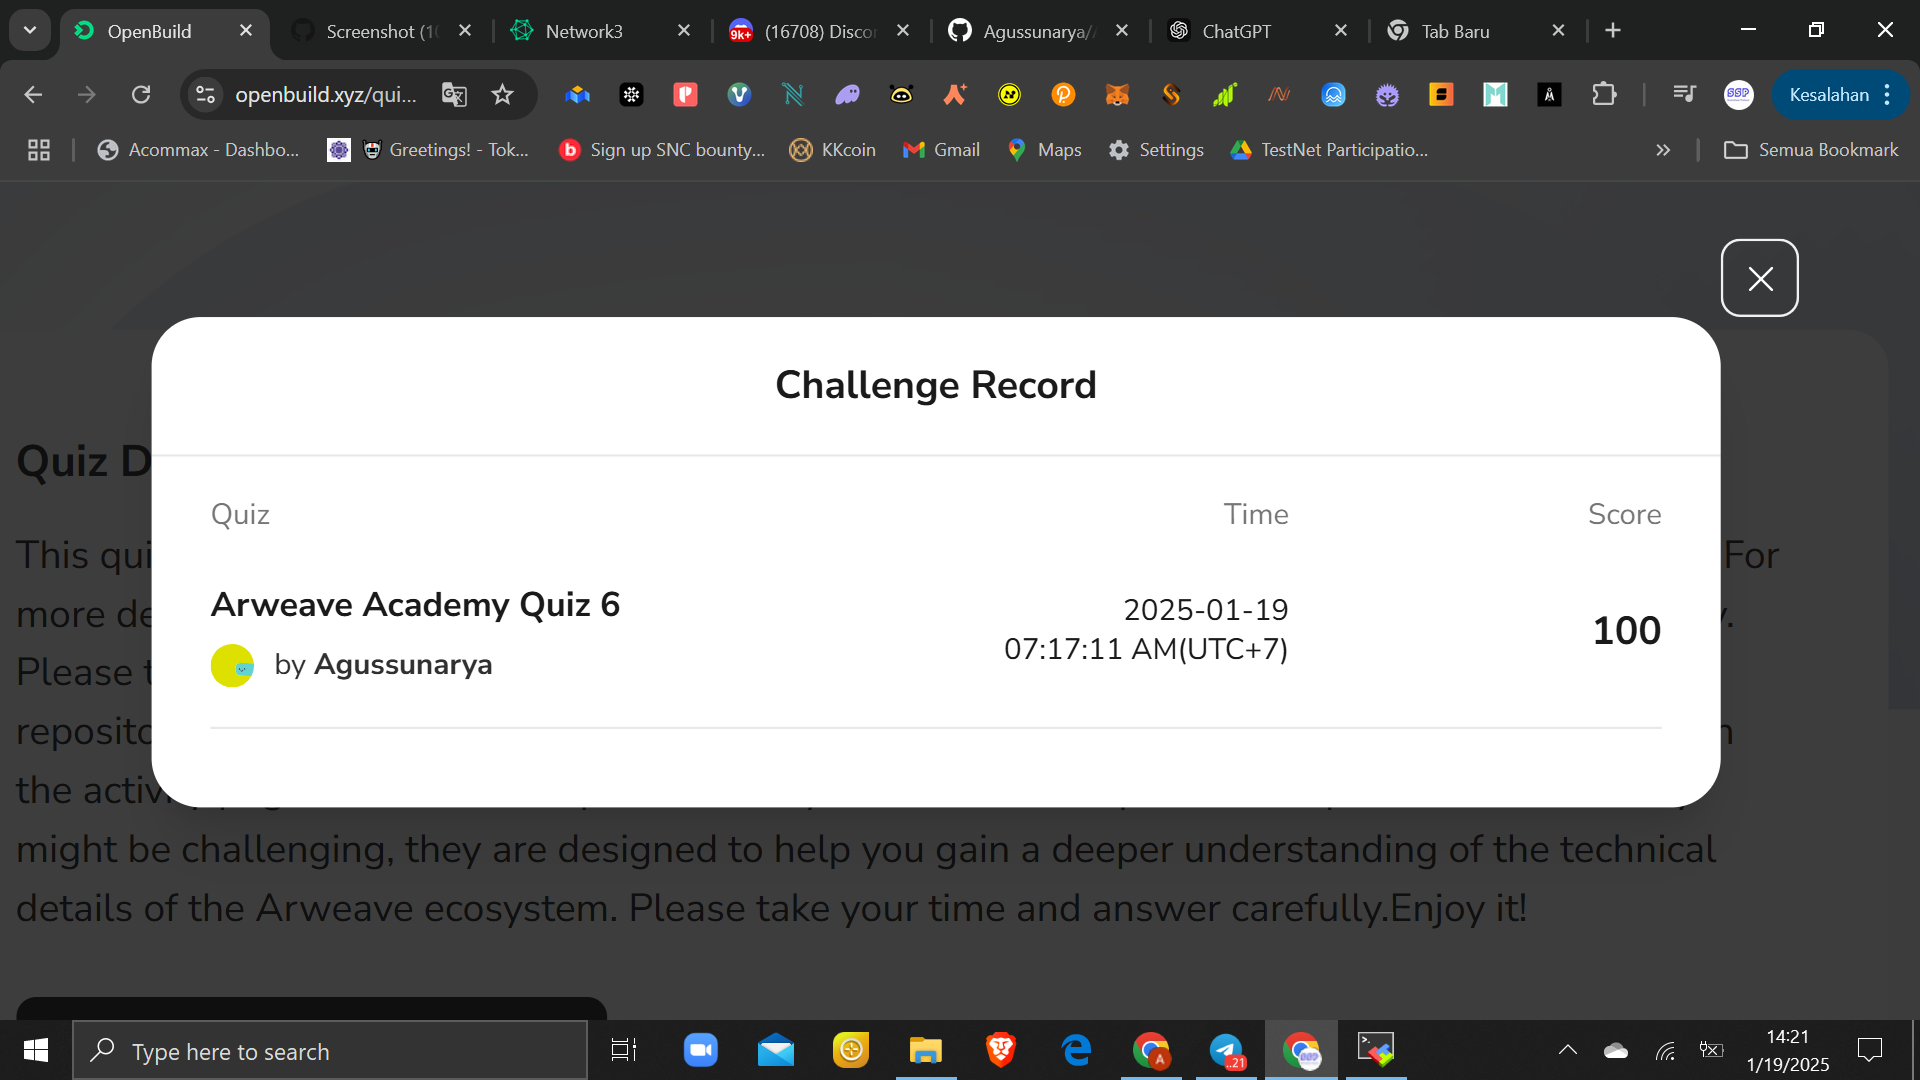 OpenBuild
Screenshot (10
Network3
(16708) Discor
Agussunarya/
ChatGPT
Tab Baru
openbuild.xyz/qui...
Kesalahan
Acommax - Dashbo...
Greetings! - Tok...
Sign up SNC bounty...
KKcoin
Gmail
Maps
Settings
TestNet Participatio...
Semua Bookmark
Challenge Record
Quiz D
Quiz Time Score
This qui For
Arweave Academy Quiz 6
2025-01-19
07:17:11 AM(UTC+7)
100
by Agussunarya
more de
Please t
reposito
the activ
might be challenging, they are designed to help you gain a deeper understanding of the technical
details of the Arweave ecosystem. Please take your time and answer carefully.Enjoy it!
Type here to search
14:21
1/19/2025